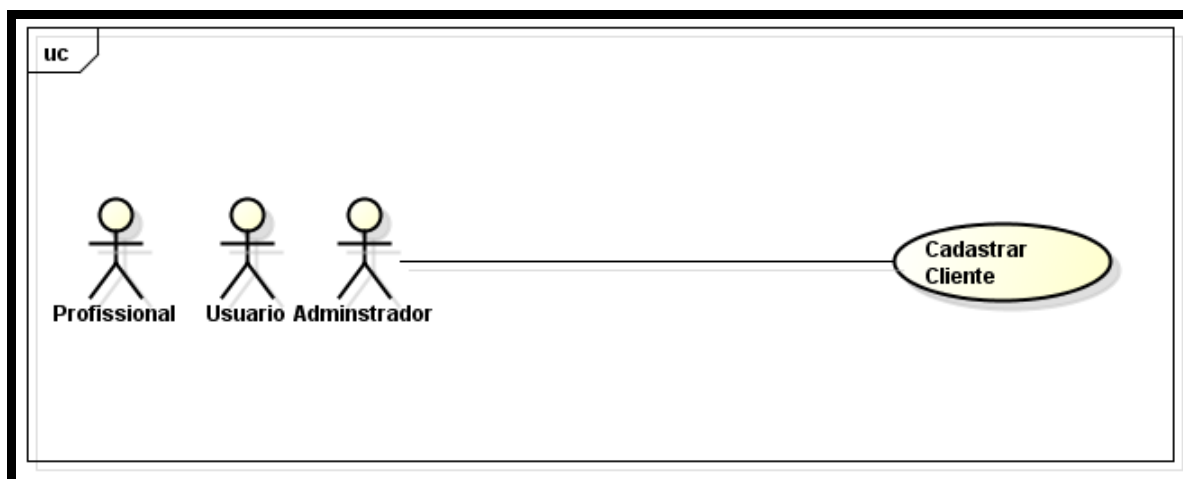 uc
Profissional
Usuario
Adminstrador
Cadastrar
Cliente